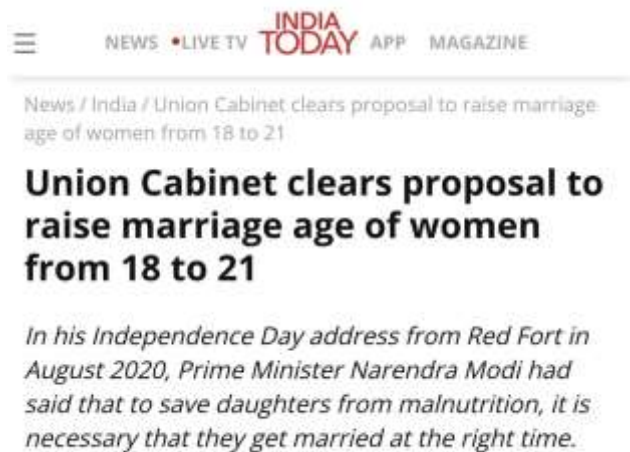 NEWS •LIVE TV INDIA TODAY APP MAGAZINE
News / India / Union Cabinet clears proposal to raise marriage
age of women from 18 to 21
Union Cabinet clears proposal to
raise marriage age of women
from 18 to 21
In his Independence Day address from Red Fort in
August 2020, Prime Minister Narendra Modi had
said that to save daughters from malnutrition, it is
necessary that they get married at the right time.